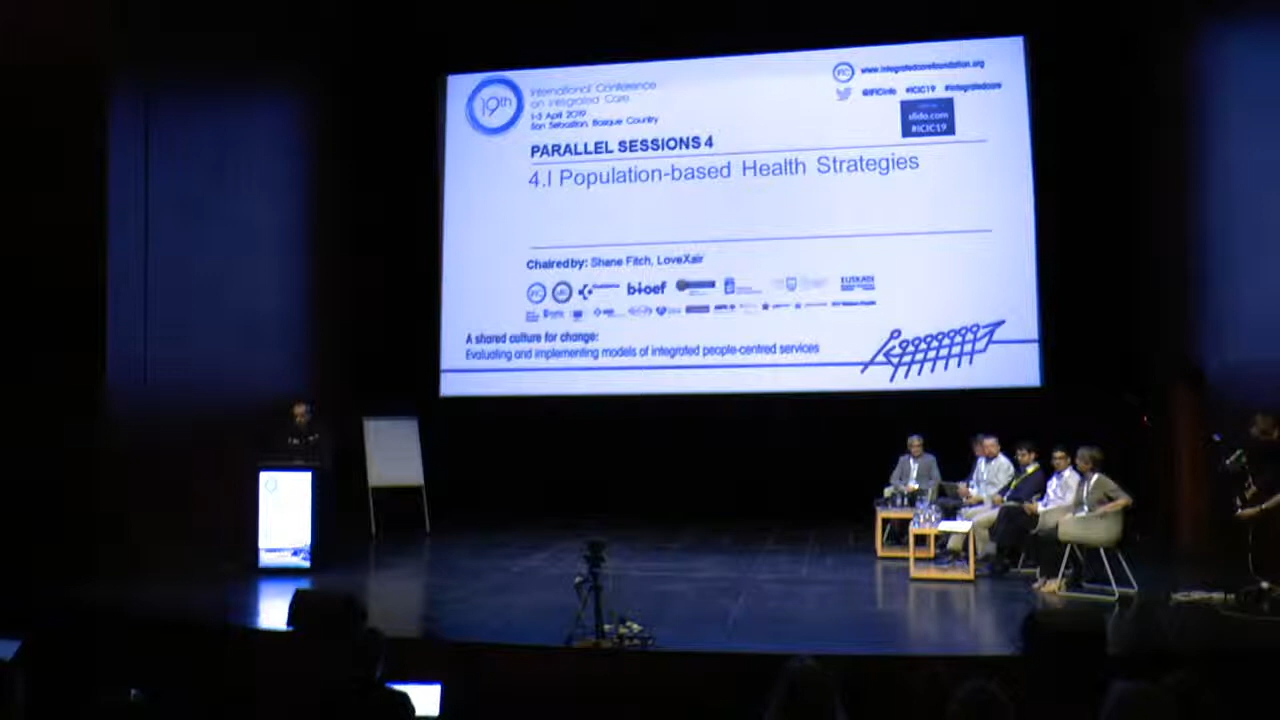 19th
International Conference
on Integrated Care
1-3 April 2019
San Sebastian, Basque Country
IFIC
www.integratedcarefoundation.org
@IFICinfo #ICIC19 #integratedcare
slido.com
#ICIC19
PARALLEL SESSIONS 4
4.I Population-based Health Strategies
Chaired by: Shane Fitch, LoveXair
bioef
EUSKADI
A shared culture for change:
Evaluating and implementing models of integrated people-centred services